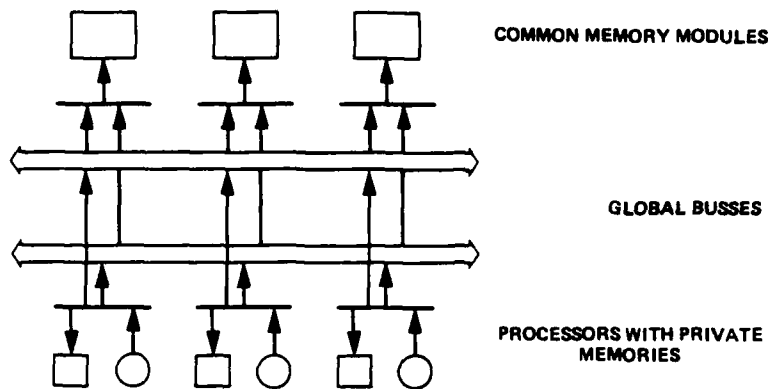 COMMON MEMORY MODULES
GLOBAL BUSSES
PROCESSORS WITH PRIVATE
MEMORIES